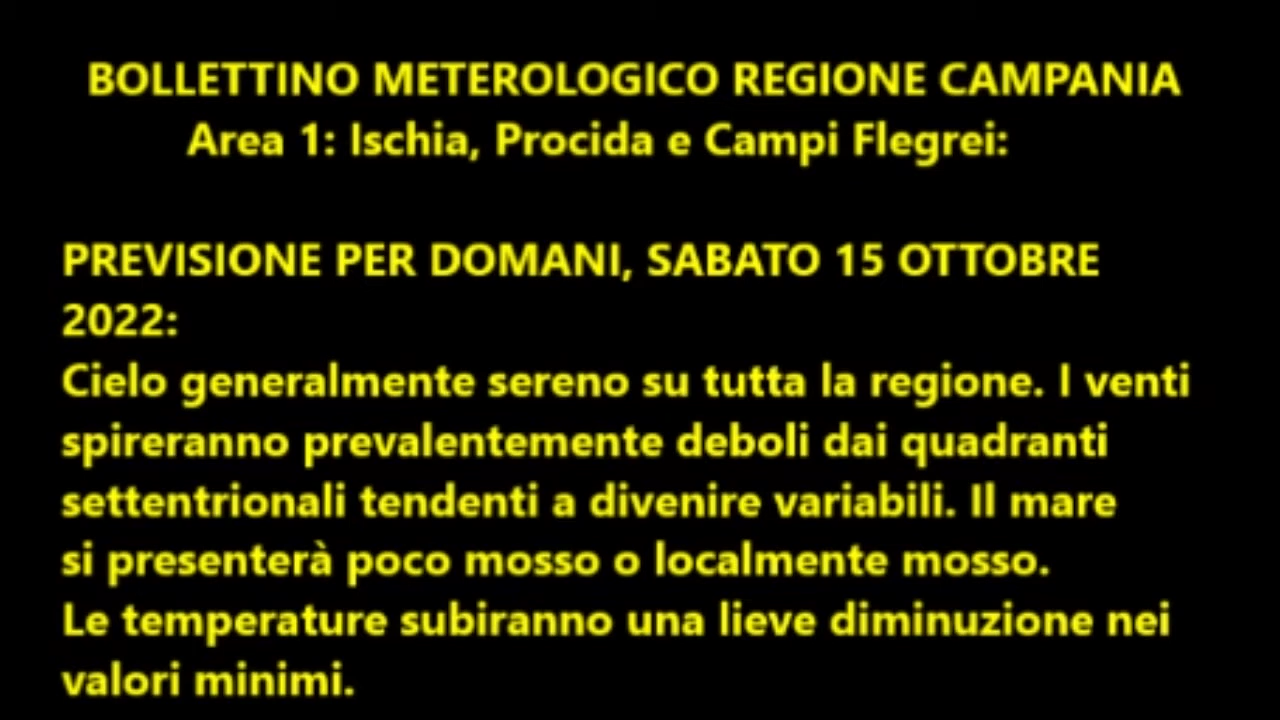 BOLLETTINO METEROLOGICO REGIONE CAMPANIA
Area 1: Ischia, Procida e Campi Flegrei:
PREVISIONE PER DOMANI, SABATO 15 OTTOBRE
2022:
Cielo generalmente sereno su tutta la regione. I venti
spireranno prevalentemente deboli dai quadranti
settentrionali tendenti a divenire variabili. Il mare
si presenterà poco mosso o localmente mosso.
Le temperature subiranno una lieve diminuzione nei
valori minimi.